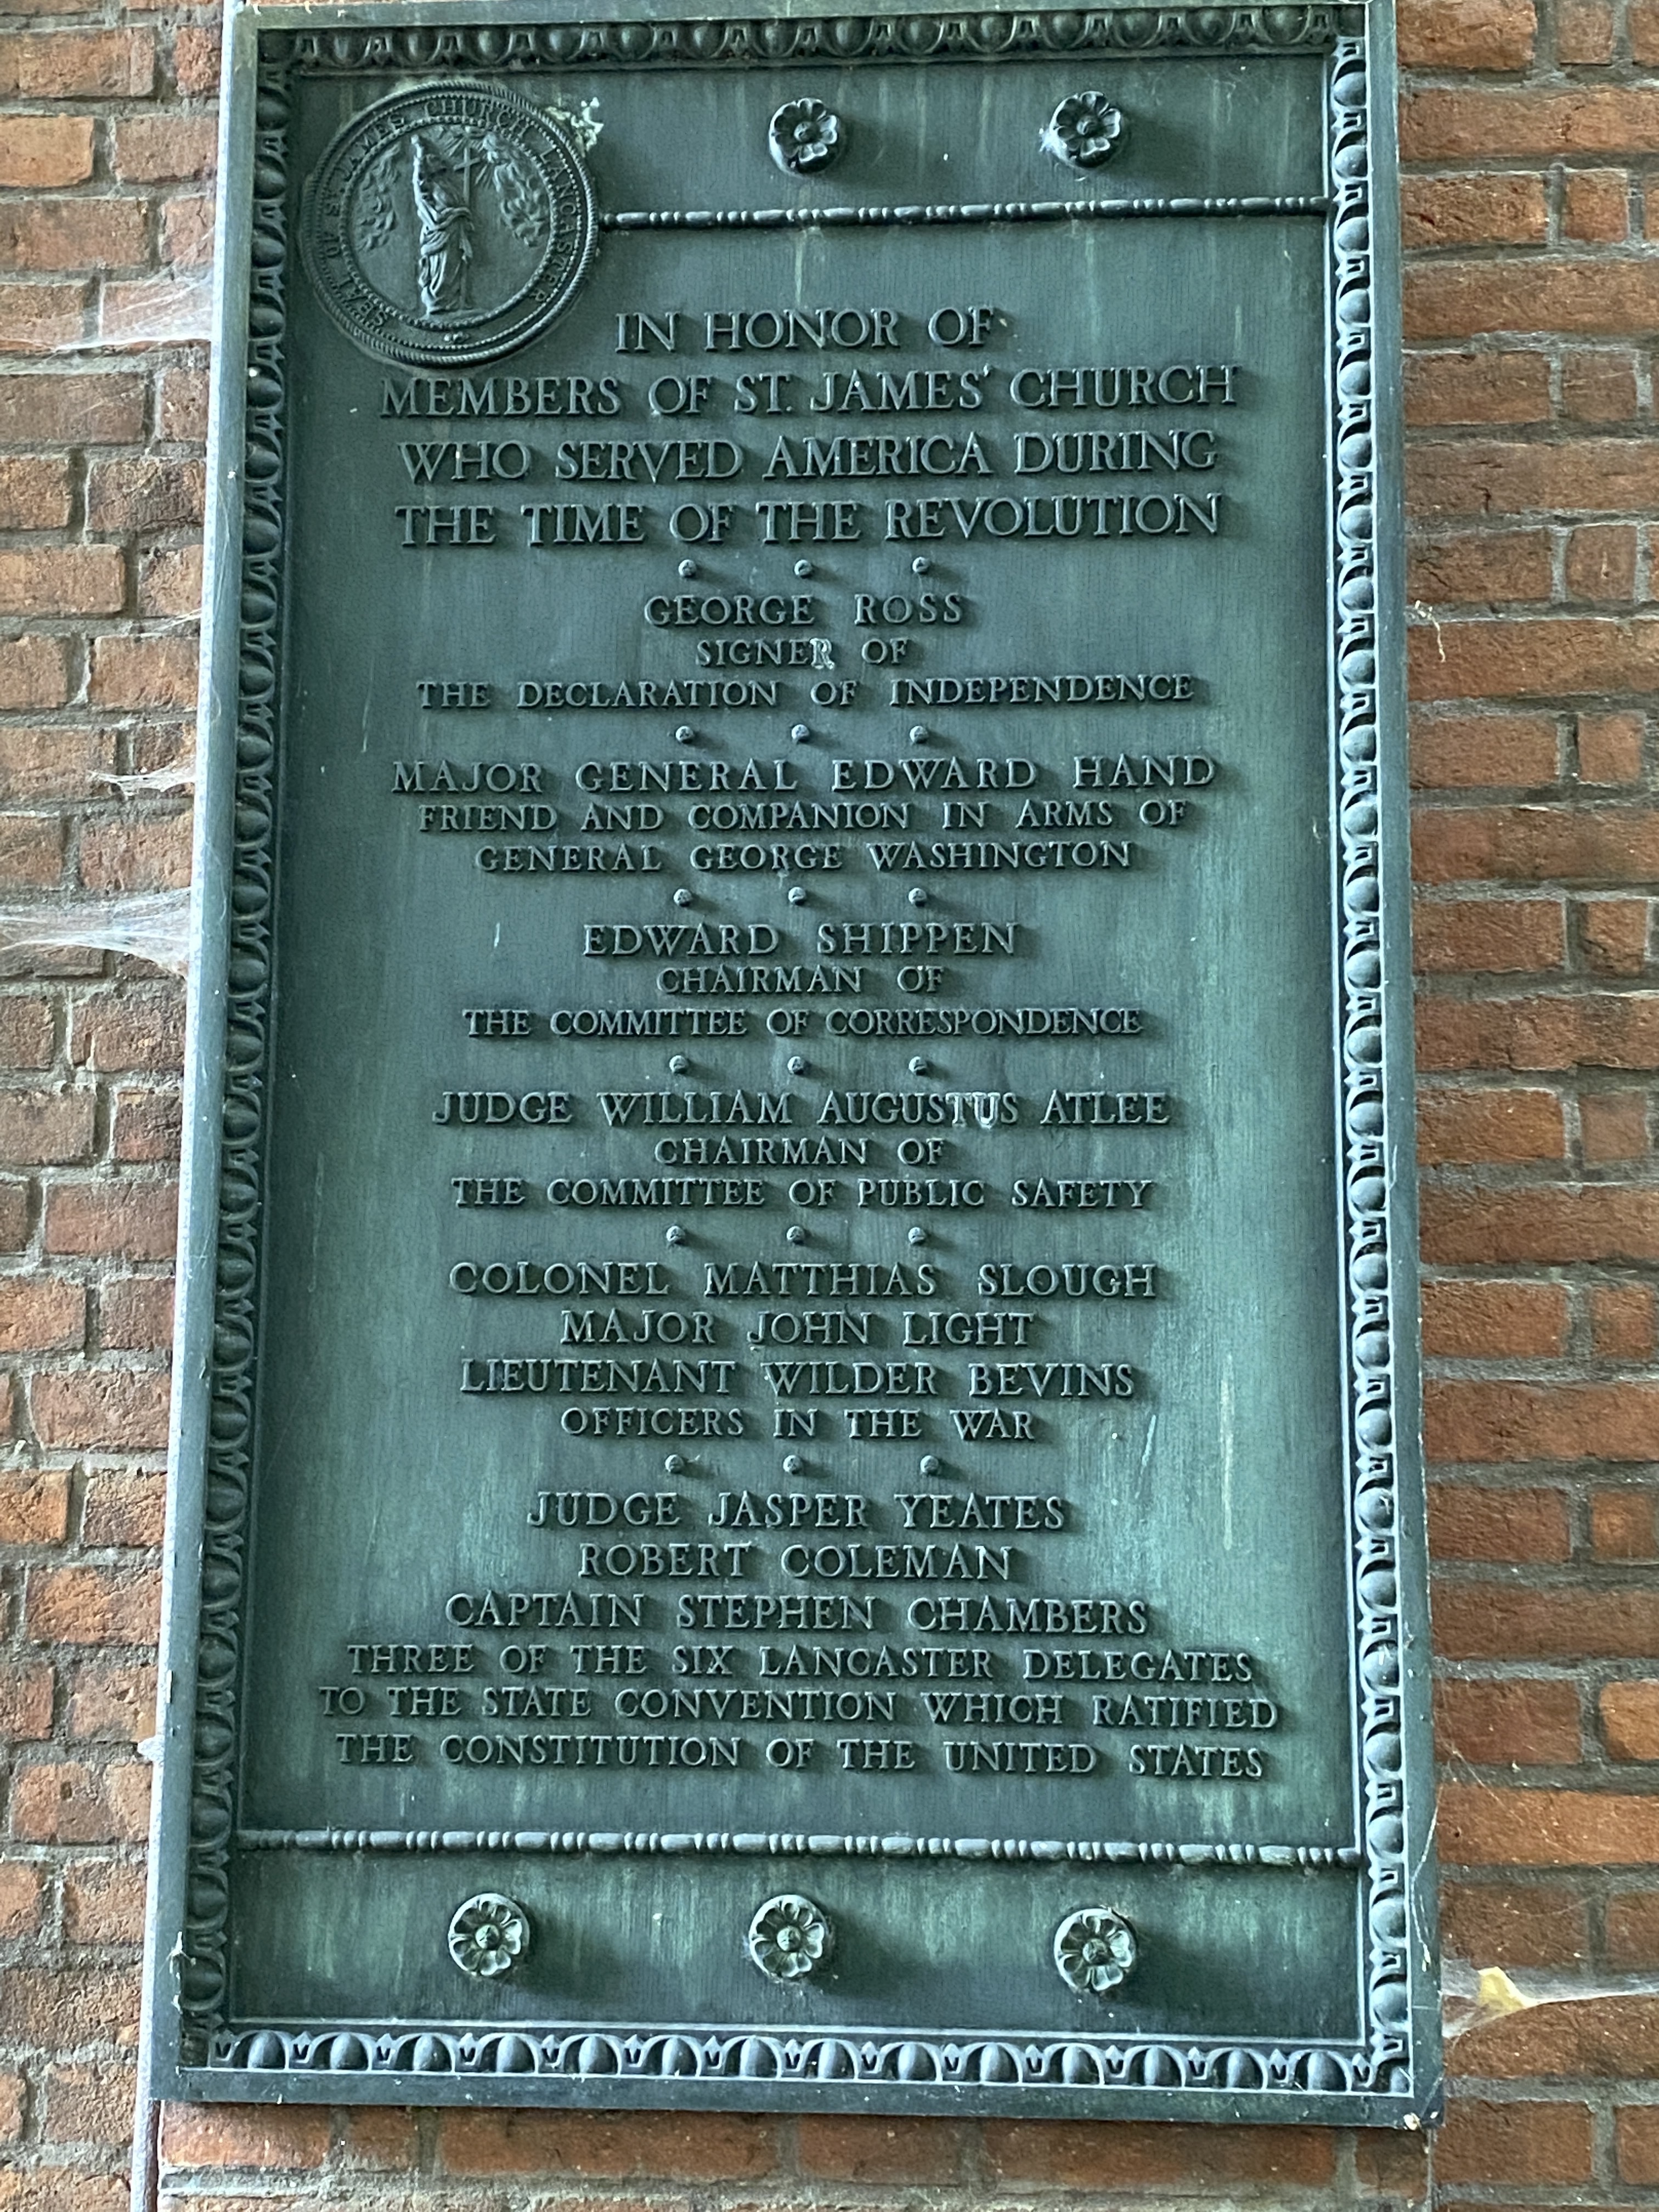 SEAL OF ST. JAMES CHURCH LANCASTER
IN HONOR OF
MEMBERS OF ST. JAMES' CHURCH
WHO SERVED AMERICA DURING
THE TIME OF THE REVOLUTION
GEORGE ROSS
SIGNER OF
THE DECLARATION OF INDEPENDENCE
MAJOR GENERAL EDWARD HAND
FRIEND AND COMPANION IN ARMS OF
GENERAL GEORGE WASHINGTON
EDWARD SHIPPEN
CHAIRMAN OF
THE COMMITTEE OF CORRESPONDENCE
JUDGE WILLIAM AUGUSTUS ATLEE
CHAIRMAN OF
THE COMMITTEE OF PUBLIC SAFETY
COLONEL MATTHIAS SLOUGH
MAJOR JOHN LIGHT
LIEUTENANT WILDER BEVINS
OFFICERS IN THE WAR
JUDGE JASPER YEATES
ROBERT COLEMAN
CAPTAIN STEPHEN CHAMBERS
THREE OF THE SIX LANCASTER DELEGATES
TO THE STATE CONVENTION WHICH RATIFIED
THE CONSTITUTION OF THE UNITED STATES